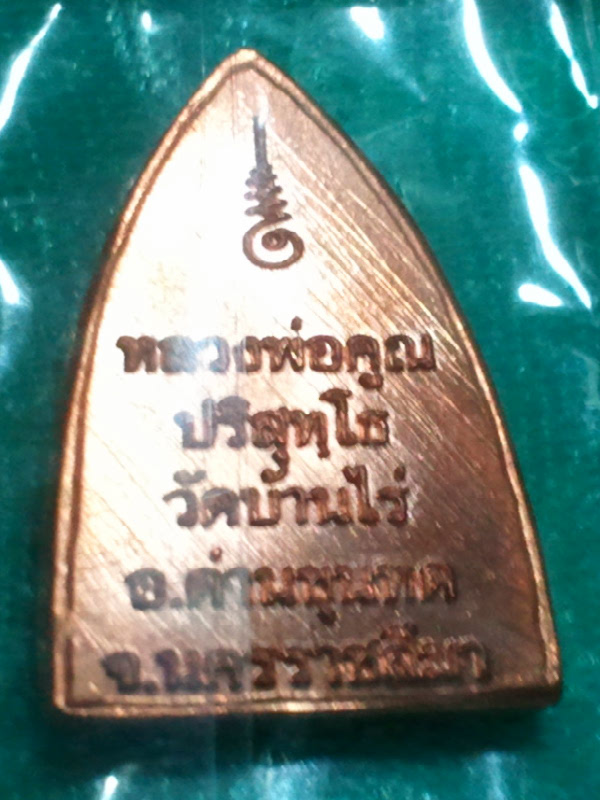 หลวงพ่อคูณ
ปริสุทฺโธ
วัดบ้านไร่
อ.ด่านขุนทด
จ.นครราชสีมา